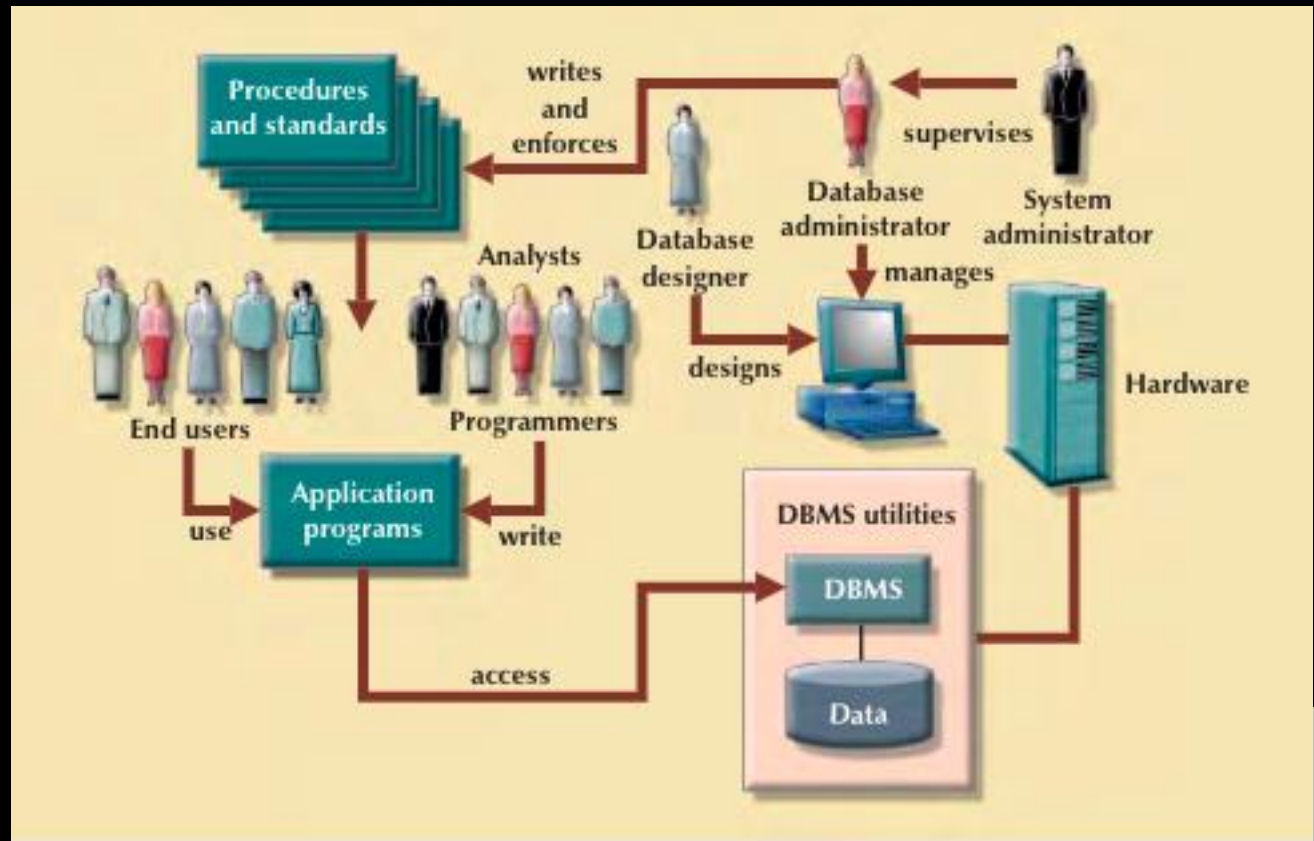 Procedures
and standards
writes
and
enforces
supervises
Database
administrator
System
administrator
Database
designer
manages
Analysts
designs
Hardware
End users
Programmers
use
Application
programs
write
DBMS utilities
DBMS
access
Data